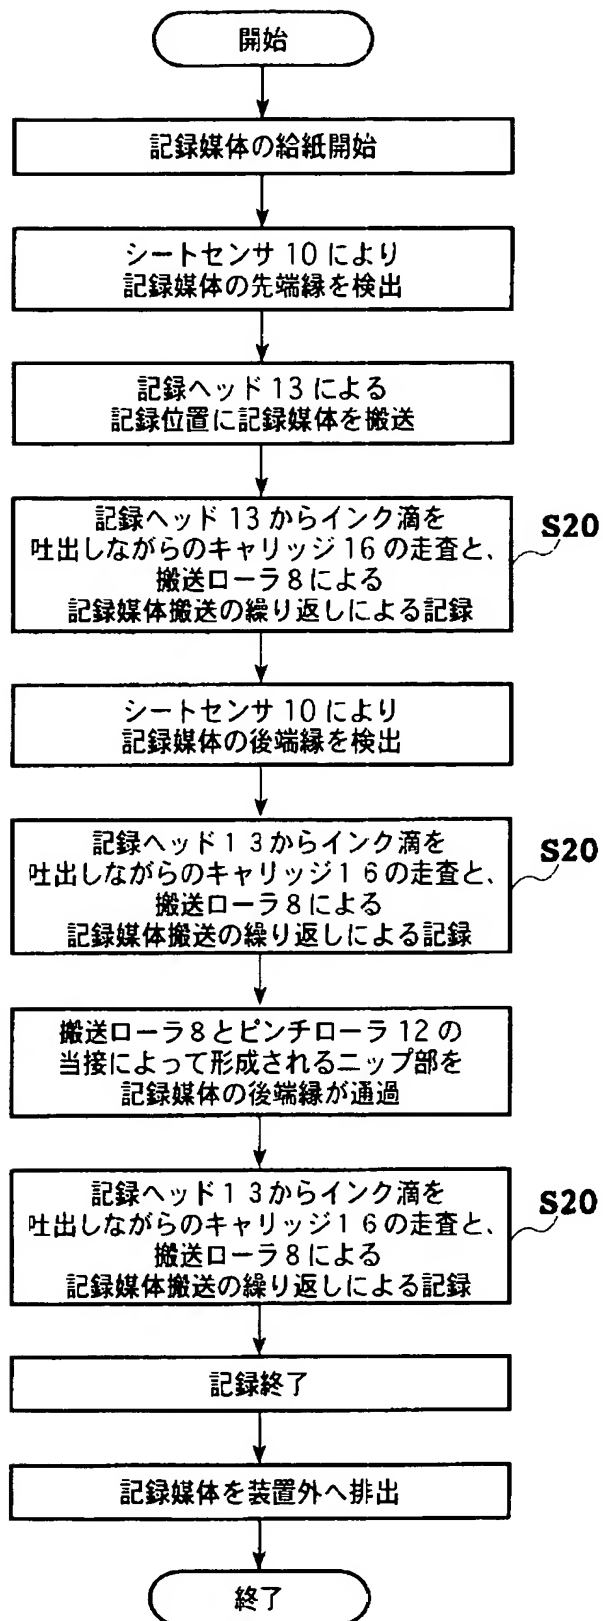 開始
記録媒体の給紙開始
シートセンサ10により
記録媒体の先端縁を検出
記録ヘッド13による
記録位置に記録媒体を搬送
記録ヘッド13からインク滴を
吐出しながらのキャリッジ16の走査と、
搬送ローラ8による
記録媒体搬送の繰り返しによる記録
S20
シートセンサ10により
記録媒体の後端縁を検出
記録ヘッド13からインク滴を
吐出しながらのキャリッジ16の走査と、
搬送ローラ8による
記録媒体搬送の繰り返しによる記録
S20
搬送ローラ8とピンチローラ12の
当接によって形成されるニップ部を
記録媒体の後端縁が通過
記録ヘッド13からインク滴を
吐出しながらのキャリッジ16の走査と、
搬送ローラ8による
記録媒体搬送の繰り返しによる記録
S20
記録終了
記録媒体を装置外へ排出
終了